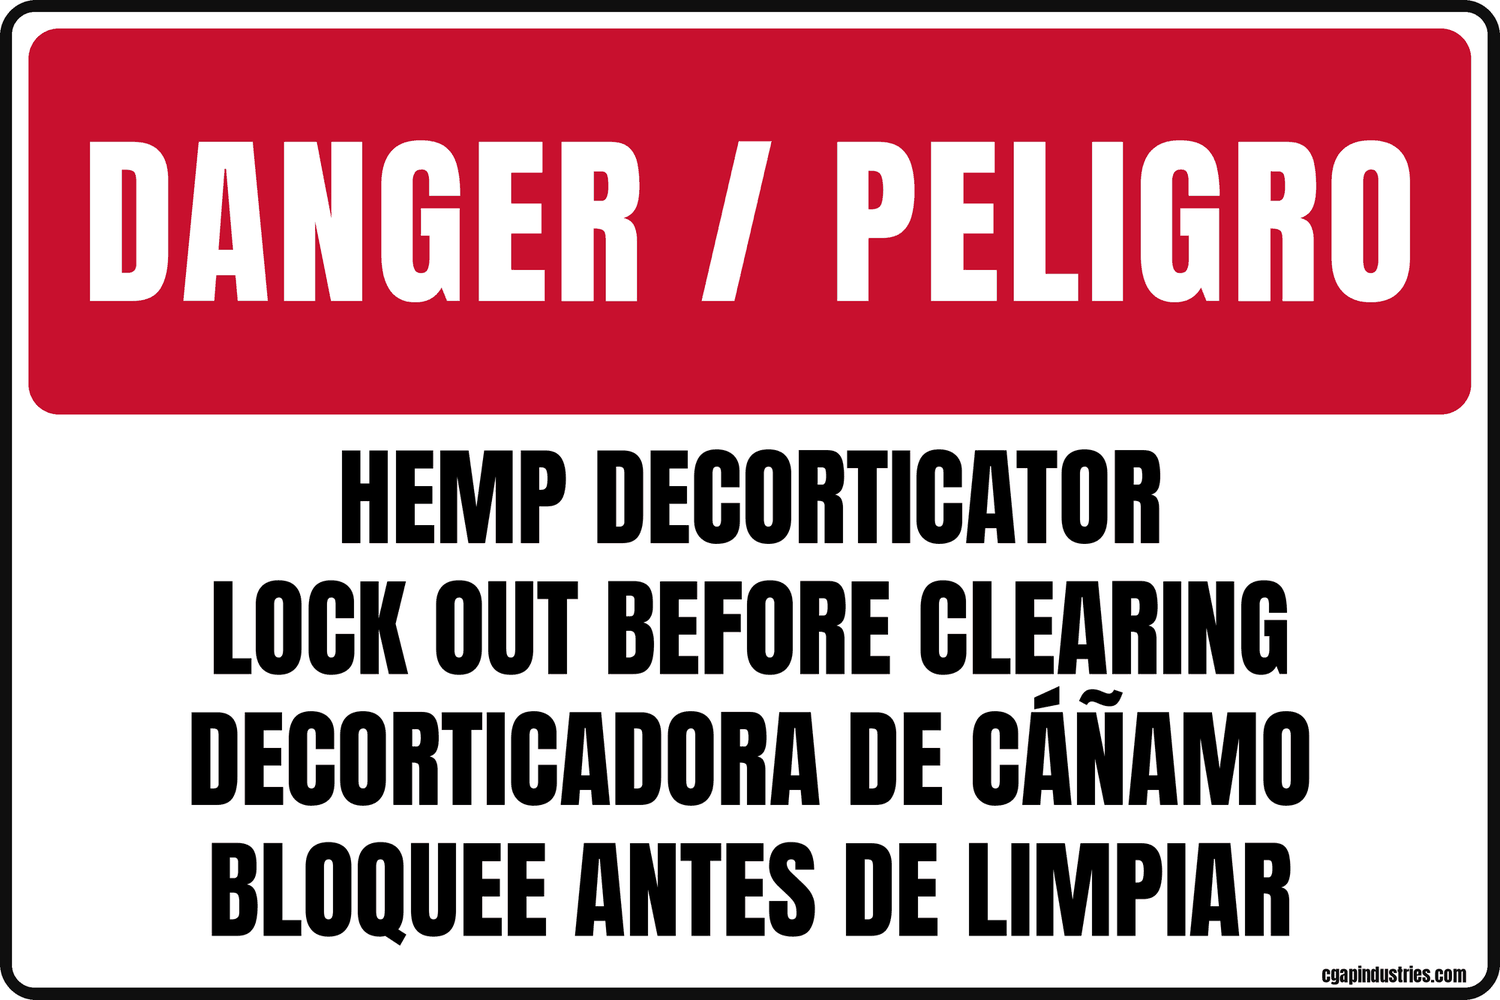 DANGER / PELIGRO
HEMP DECORTICATOR
LOCK OUT BEFORE CLEARING
DECORTICADORA DE CÁÑAMO
BLOQUEE ANTES DE LIMPIAR
cgapindustries.com